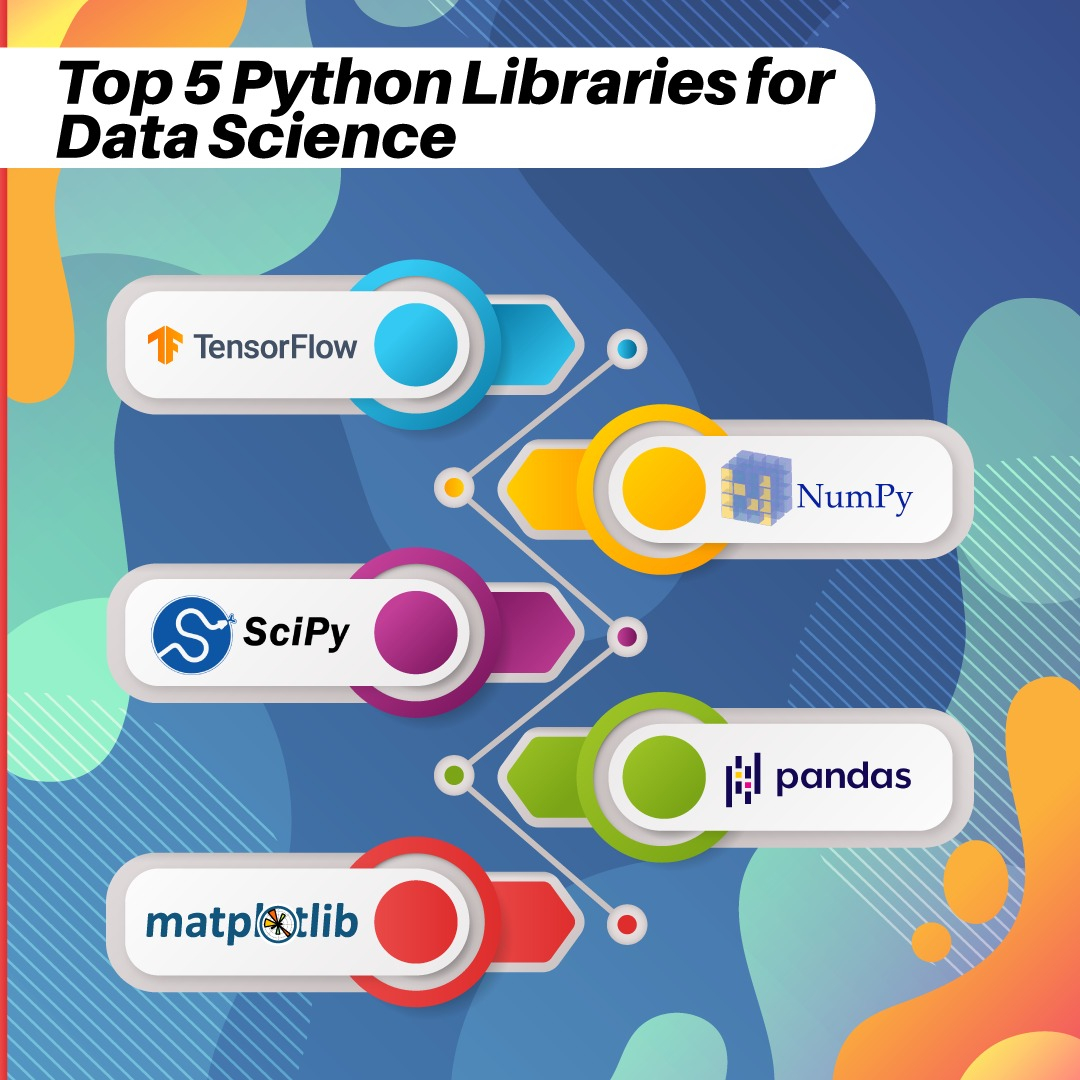 Top 5 Python Libraries for
Data Science
TensorFlow
NumPy
SciPy
pandas
matplotlib